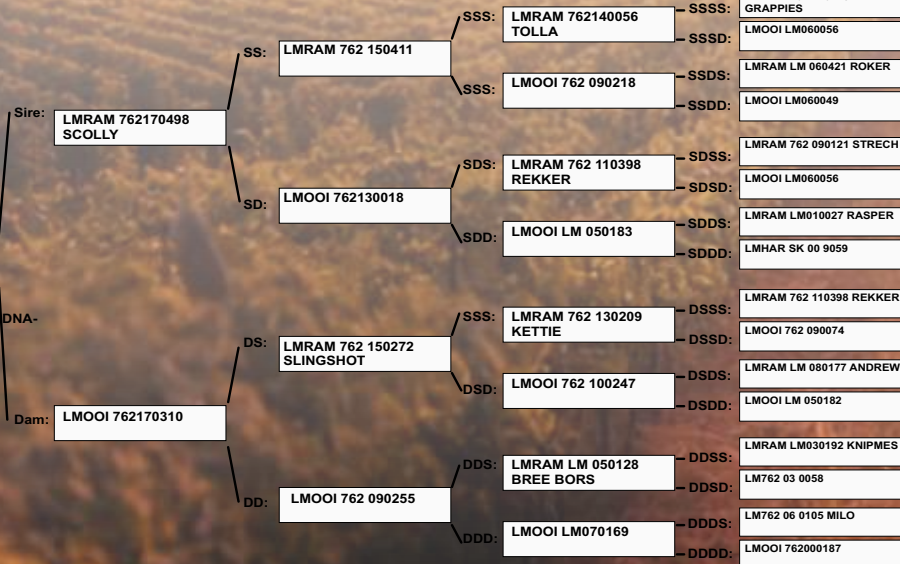 SSSS:
GRAPPIES
SSS:
LMRAM 762140056
TOLLA
SSSD:
LMOOI LM060056
SS:
LMRAM 762 150411
SSS:
LMOOI 762 090218
SSDS:
LMRAM LM 060421 ROKER
SSDD:
LMOOI LM060049
Sire:
LMRAM 762170498
SCOLLY
SDS:
LMRAM 762 110398
REKKER
SDSS:
LMRAM 762 090121 STRECH
SDSD:
LMOOI LM060056
SD:
LMOOI 762130018
SDD:
LMOOI LM 050183
SDDS:
LMRAM LM010027 RASPER
SDDD:
LMHAR SK 00 9059
DNA-
SSS:
LMRAM 762 130209
KETTIE
DSSS:
LMRAM 762 110398 REKKER
DSSD:
LMOOI 762 090074
DS:
LMRAM 762 150272
SLINGSHOT
DSD:
LMOOI 762 100247
DSDS:
LMRAM LM 080177 ANDREW
DSDD:
LMOOI LM 050182
Dam:
LMOOI 762170310
DDS:
LMRAM LM 050128
BREE BORS
DDSS:
LMRAM LM030192 KNIPMES
DDSD:
LM762 03 0058
DD:
LMOOI 762 090255
DDD:
LMOOI LM070169
DDDS:
LM762 06 0105 MILO
DDDD:
LMOOI 762000187